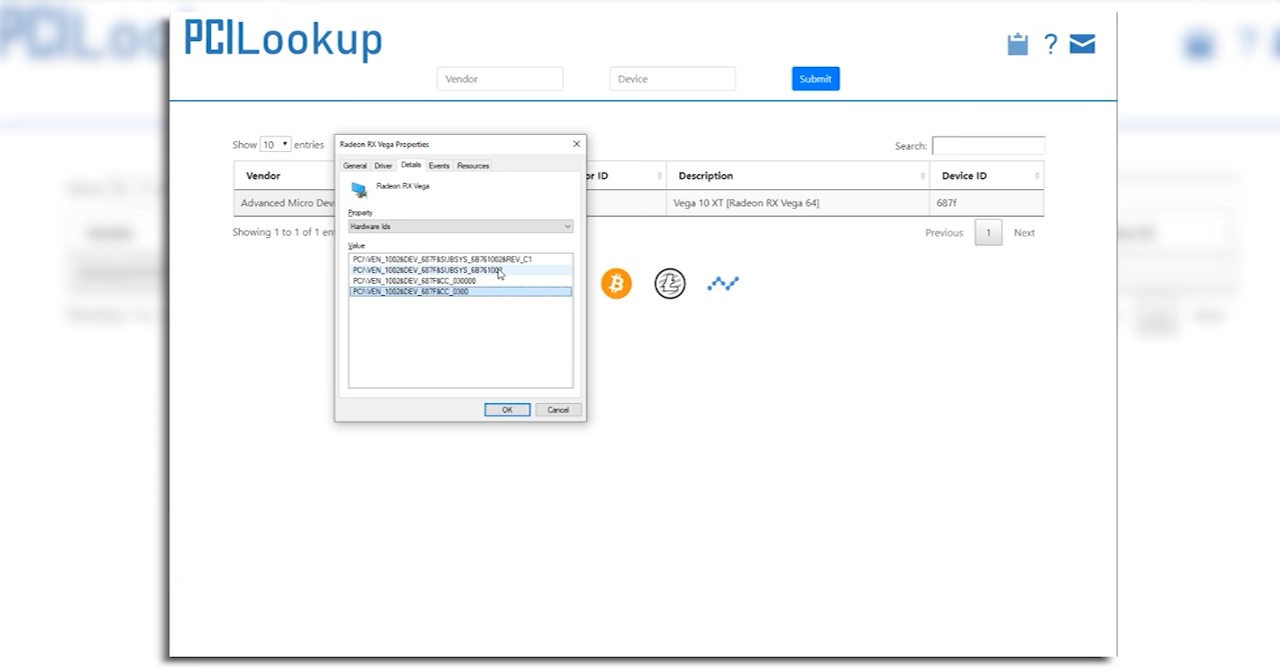 PCILookup
?
Vendor Device Submit
Show 10 entries
Search:
Vendor or ID Description Device ID
Advanced Micro Dev Vega 10 XT [Radeon RX Vega 64] 687f
Showing 1 to 1 of 1 en
Previous 1 Next
Radeon RX Vega Properties
General Driver Details Events Resources
Radeon RX Vega
Property
Hardware Ids
Value
PCI\VEN_1002&DEV_687F&SUBSYS_6B761002&REV_C1
PCI\VEN_1002&DEV_687F&SUBSYS_6B761002
PCI\VEN_1002&DEV_687F&CC_030000
PCI\VEN_1002&DEV_687F&CC_0300
OK Cancel